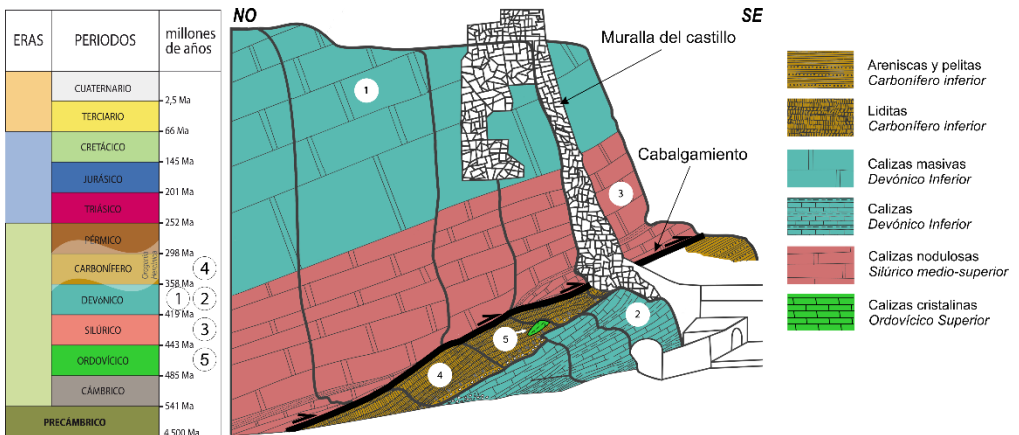 ERAS
PERIODOS
millones
de años
CUATERNARIO
2,5 Ma
TERCIARIO
66 Ma
CRETÁCICO
145 Ma
JURÁSICO
201 Ma
TRIÁSICO
252 Ma
PÉRMICO
298 Ma
CARBONÍFERO
Orogenia
Hercínica
4
358 Ma
DEVóNICO
1 2
419 Ma
SILÚRICO
3
443 Ma
ORDOVÍCICO
5
485 Ma
CÁMBRICO
541 Ma
PRECÁMBRICO
4.500 Ma
NO
SE
Muralla del castillo
1
Cabalgamiento
3
2
5
4
Areniscas y pelitas
Carbonífero inferior
Liditas
Carbonífero inferior
Calizas masivas
Devónico Inferior
Calizas
Devónico Inferior
Calizas nodulosas
Silúrico medio-superior
Calizas cristalinas
Ordovícico Superior